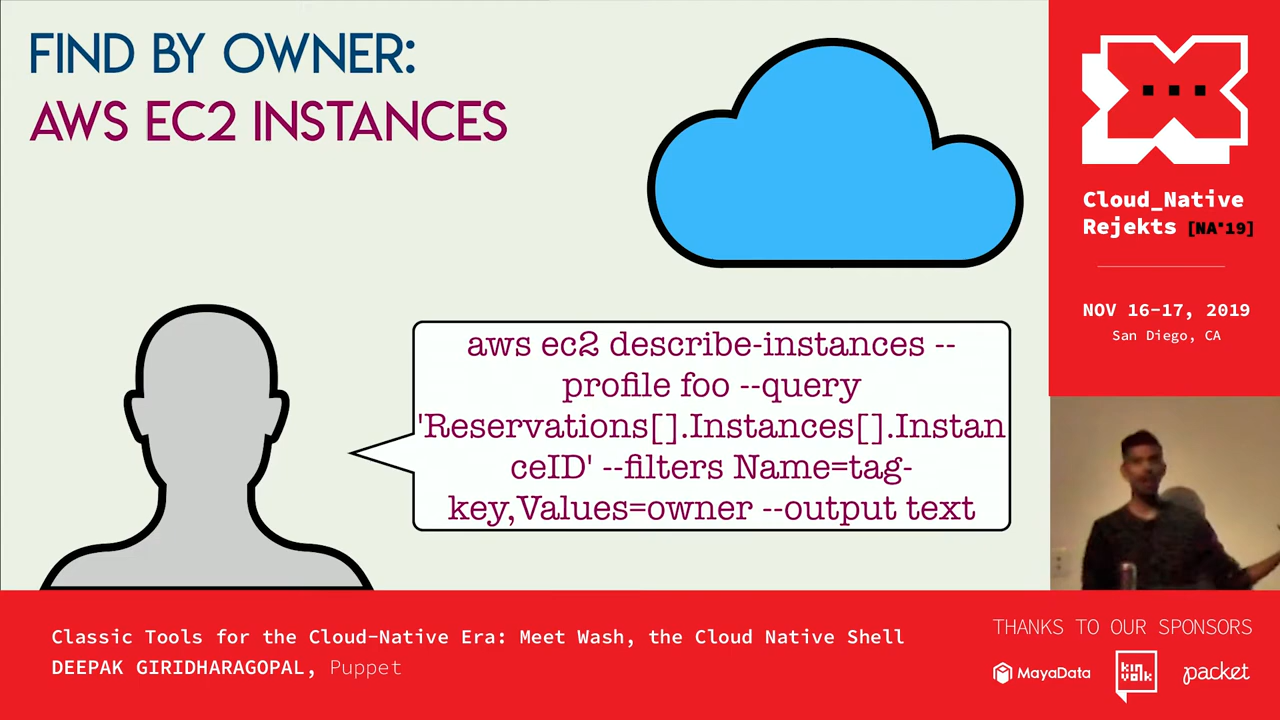 FIND BY OWNER:
AWS EC2 INSTANCES
aws ec2 describe-instances --
profile foo --query
'Reservations[].Instances[].Instan
ceID' --filters Name=tag-
key,Values=owner --output text
Cloud_Native
Rejekts [NA'19]
NOV 16-17, 2019
San Diego, CA
Classic Tools for the Cloud-Native Era: Meet Wash, the Cloud Native Shell
DEEPAK GIRIDHARAGOPAL, Puppet
THANKS TO OUR SPONSORS
MayaData
kinvolk
packet